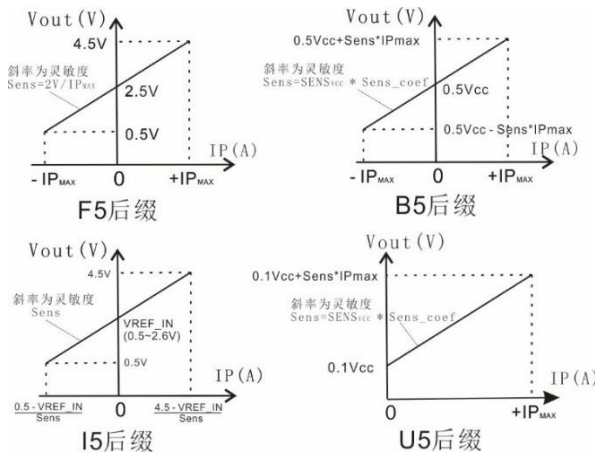 Vout(V)
4.5V
斜率为灵敏度
Sens=2V/IPMAX
2.5V
0.5V
IP(A)
- IPMAX
0
+IPMAX
F5后缀
Vout(V)
0.5Vcc+Sens*IPmax
斜率为灵敏度
Sens=SENSvcc * Sens_coef
0.5Vcc
0.5Vcc - Sens*IPmax
IP(A)
- IPMAX
0
+IPMAX
B5后缀
Vout(V)
4.5V
斜率为灵敏度
Sens
VREF_IN
(0.5~2.6V)
0.5V
IP(A)
0.5 - VREF_IN
Sens
0
4.5 - VREF_IN
Sens
I5后缀
Vout(V)
0.1Vcc+Sens*IPmax
斜率为灵敏度
Sens=SENSvcc * Sens_coef
0.1Vcc
IP(A)
0
+IPMAX
U5后缀